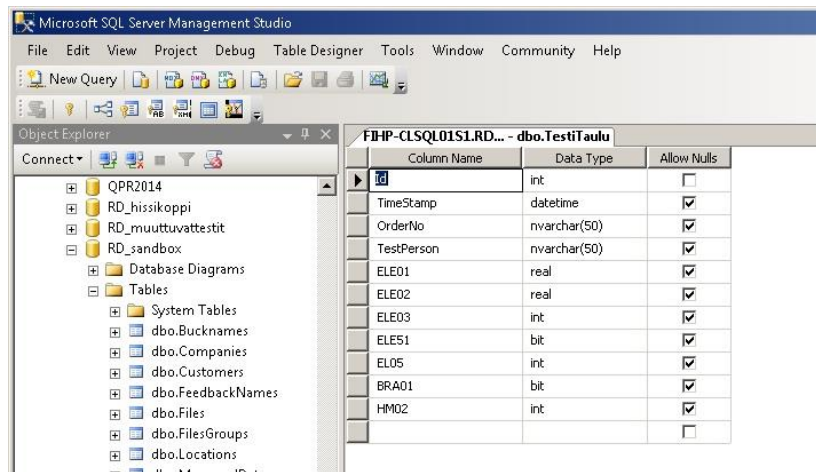 Microsoft SQL Server Management Studio
File Edit View Project Debug Table Designer Tools Window Community Help
New Query
Object Explorer
Connect
QPR2014
RD_hissikoppi
RD_muuttuvattestit
RD_sandbox
Database Diagrams
Tables
System Tables
dbo.Bucknames
dbo.Companies
dbo.Customers
dbo.FeedbackNames
dbo.Files
dbo.FilesGroups
dbo.Locations
FIHP-CLSQL01S1.RD... - dbo.TestiTaulu
Column Name Data Type Allow Nulls
Id int
TimeStamp datetime
OrderNo nvarchar(50)
TestPerson nvarchar(50)
ELE01 real
ELE02 real
ELE03 int
ELE51 bit
EL05 int
BRA01 bit
HM02 int